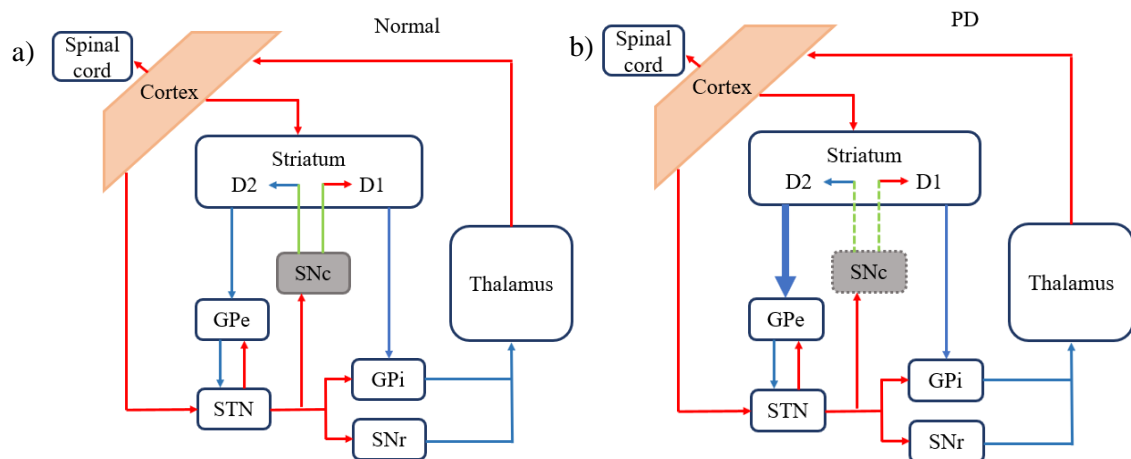 a)
Normal
Spinal
cord
Cortex
Striatum
D2
D1
SNc
Thalamus
GPe
GPi
STN
SNr
b)
PD
Spinal
cord
Cortex
Striatum
D2
D1
SNc
Thalamus
GPe
GPi
STN
SNr